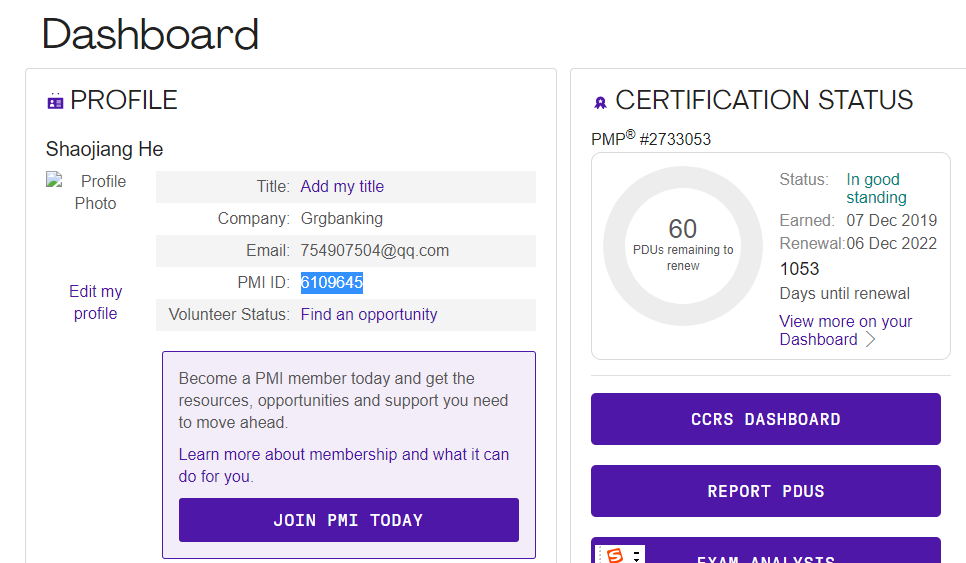 Dashboard
PROFILE
Shaojiang He
Profile
Photo
Edit my
profile
Title: Add my title
Company: Grgbanking
Email: 754907504@qq.com
PMI ID: 6109645
Volunteer Status: Find an opportunity
Become a PMI member today and get the
resources, opportunities and support you need
to move ahead.
Learn more about membership and what it can
do for you.
JOIN PMI TODAY
CERTIFICATION STATUS
PMP® #2733053
60
PDUs remaining to
renew
Status: In good
standing
Earned: 07 Dec 2019
Renewal: 06 Dec 2022
1053
Days until renewal
View more on your
Dashboard
CCRS DASHBOARD
REPORT PDUS
EXAM ANALYSIS